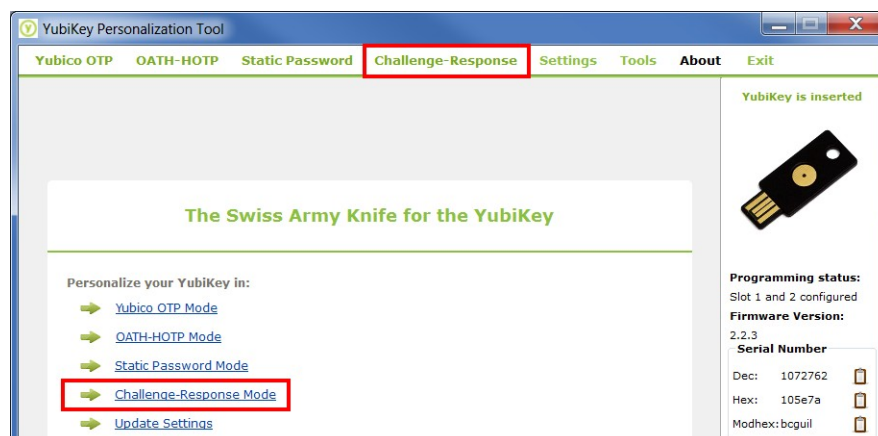 YubiKey Personalization Tool
Yubico OTP OATH-HOTP Static Password Challenge-Response Settings Tools About Exit
YubiKey is inserted
The Swiss Army Knife for the YubiKey
Personalize your YubiKey in:
Yubico OTP Mode
OATH-HOTP Mode
Static Password Mode
Challenge-Response Mode
Update Settings
Programming status:
Slot 1 and 2 configured
Firmware Version:
2.2.3
Serial Number
Dec: 1072762
Hex: 105e7a
Modhex: bcguil